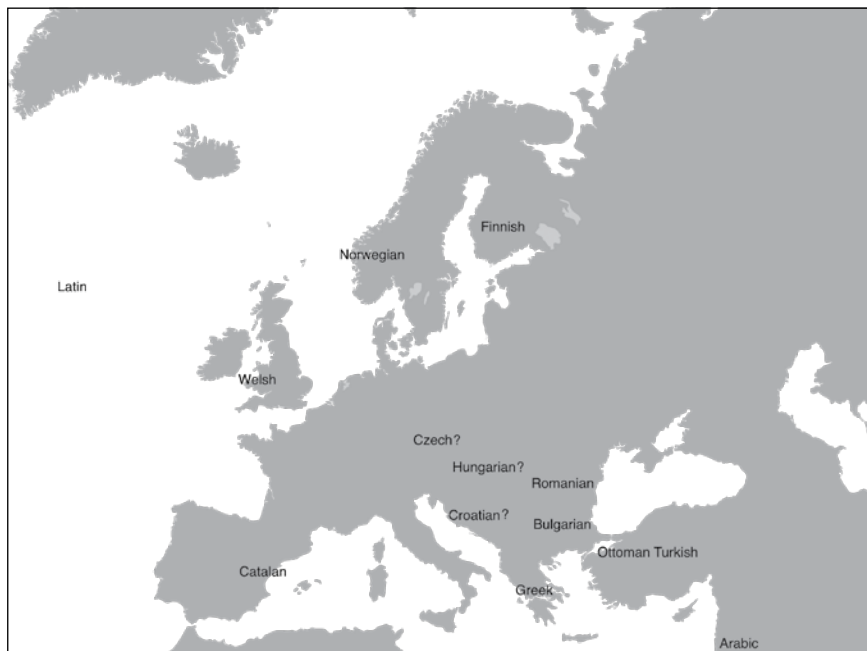 Finnish
Norwegian
Latin
Welsh
Czech?
Hungarian?
Romanian
Croatian?
Bulgarian
Ottoman Turkish
Catalan
Greek
Arabic